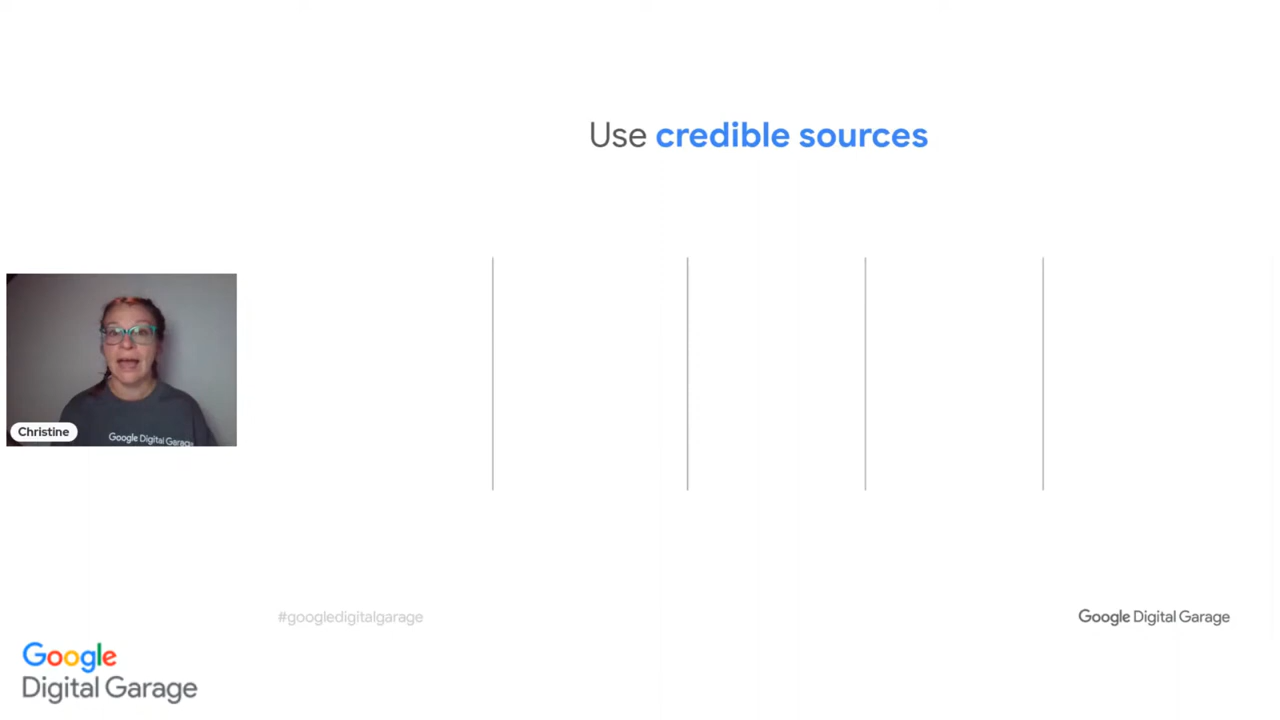 Use credible sources
Christine
Google Digital Garage
#googledigitalgarage
Google Digital Garage
Google
Digital Garage